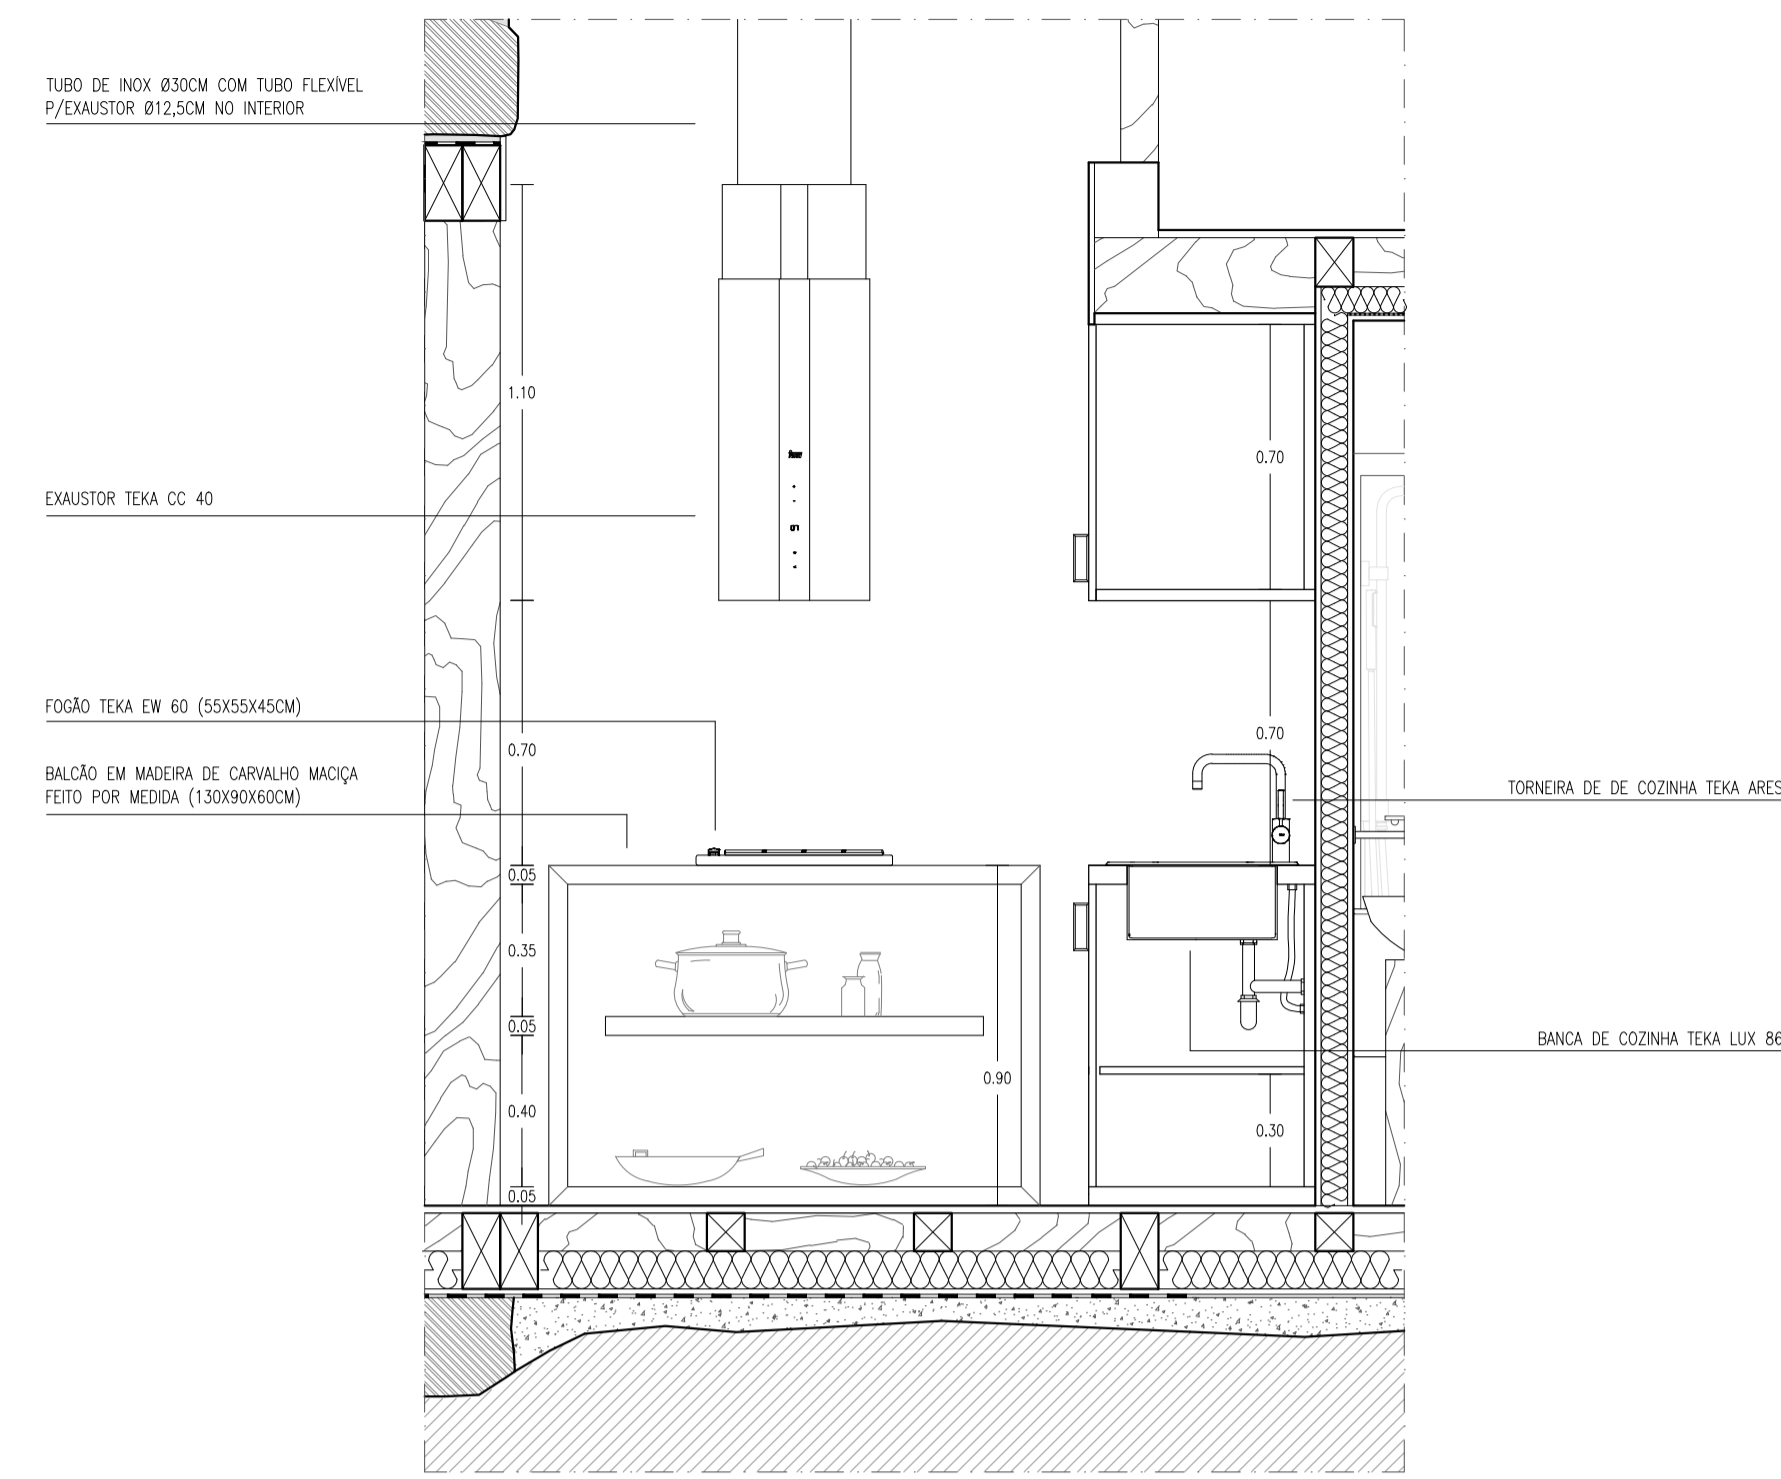 TUBO DE INOX Ø30CM COM TUBO FLEXÍVEL
P/EXAUSTOR Ø12,5CM NO INTERIOR
1.10
0.70
EXAUSTOR TEKA CC 40
FOGÃO TEKA EW 60 (55X55X45CM)
0.70
0.70
BALCÃO EM MADEIRA DE CARVALHO MACIÇA
FEITO POR MEDIDA (130X90X60CM)
TORNEIRA DE DE COZINHA TEKA ARES
0.05
0.35
0.05
BANCA DE COZINHA TEKA LUX 86
0.90
0.40
0.30
0.05